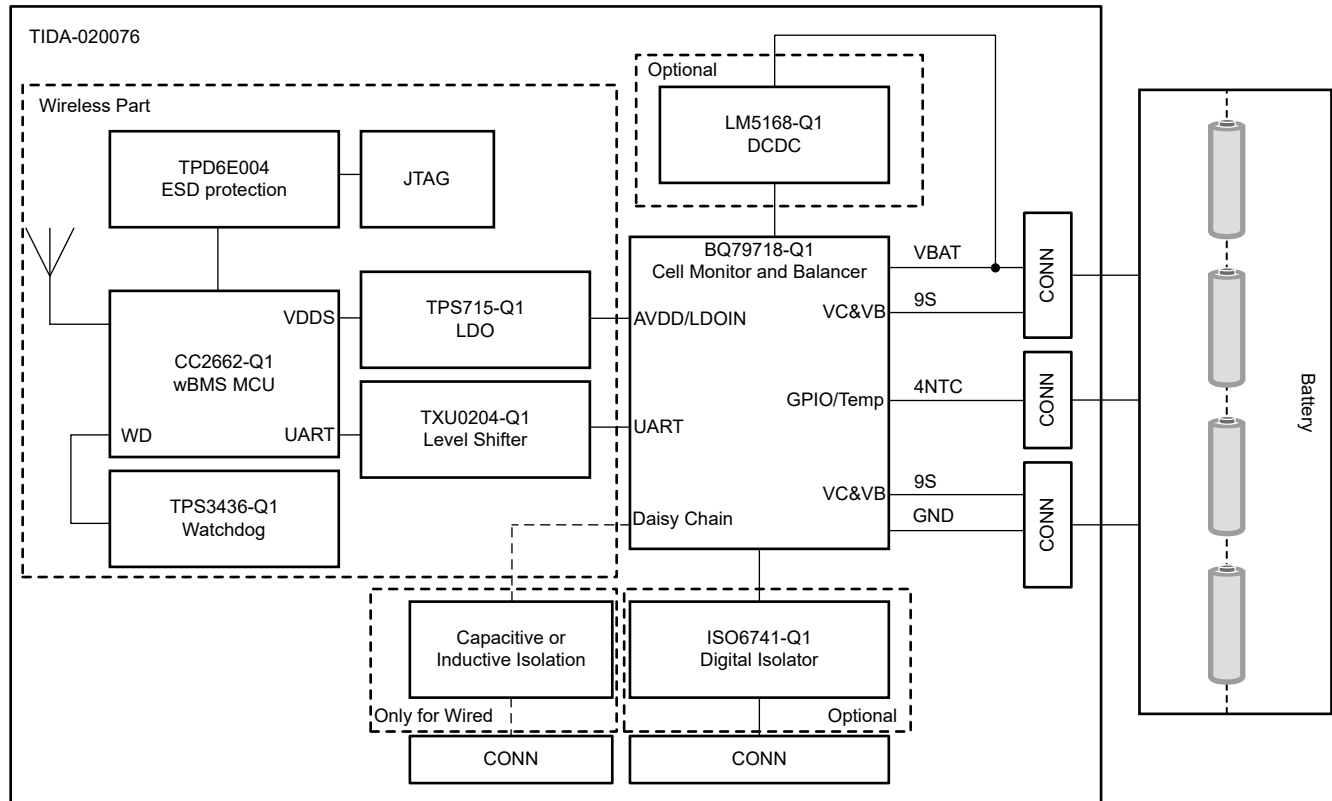 TIDA-020076
Optional
Wireless Part
LM5168-Q1
DCDC
TPD6E004
ESD protection
JTAG
BQ79718-Q1
Cell Monitor and Balancer
VBAT
CONN
VC&VB
9S
VDDS
TPS715-Q1
LDO
AVDD/LDOIN
CC2662-Q1
wBMS MCU
GPIO/Temp
4NTC
CONN
Battery
WD
UART
TXU0204-Q1
Level Shifter
UART
TPS3436-Q1
Watchdog
Daisy Chain
VC&VB
9S
GND
CONN
Capacitive or
Inductive Isolation
ISO6741-Q1
Digital Isolator
Only for Wired
Optional
CONN
CONN